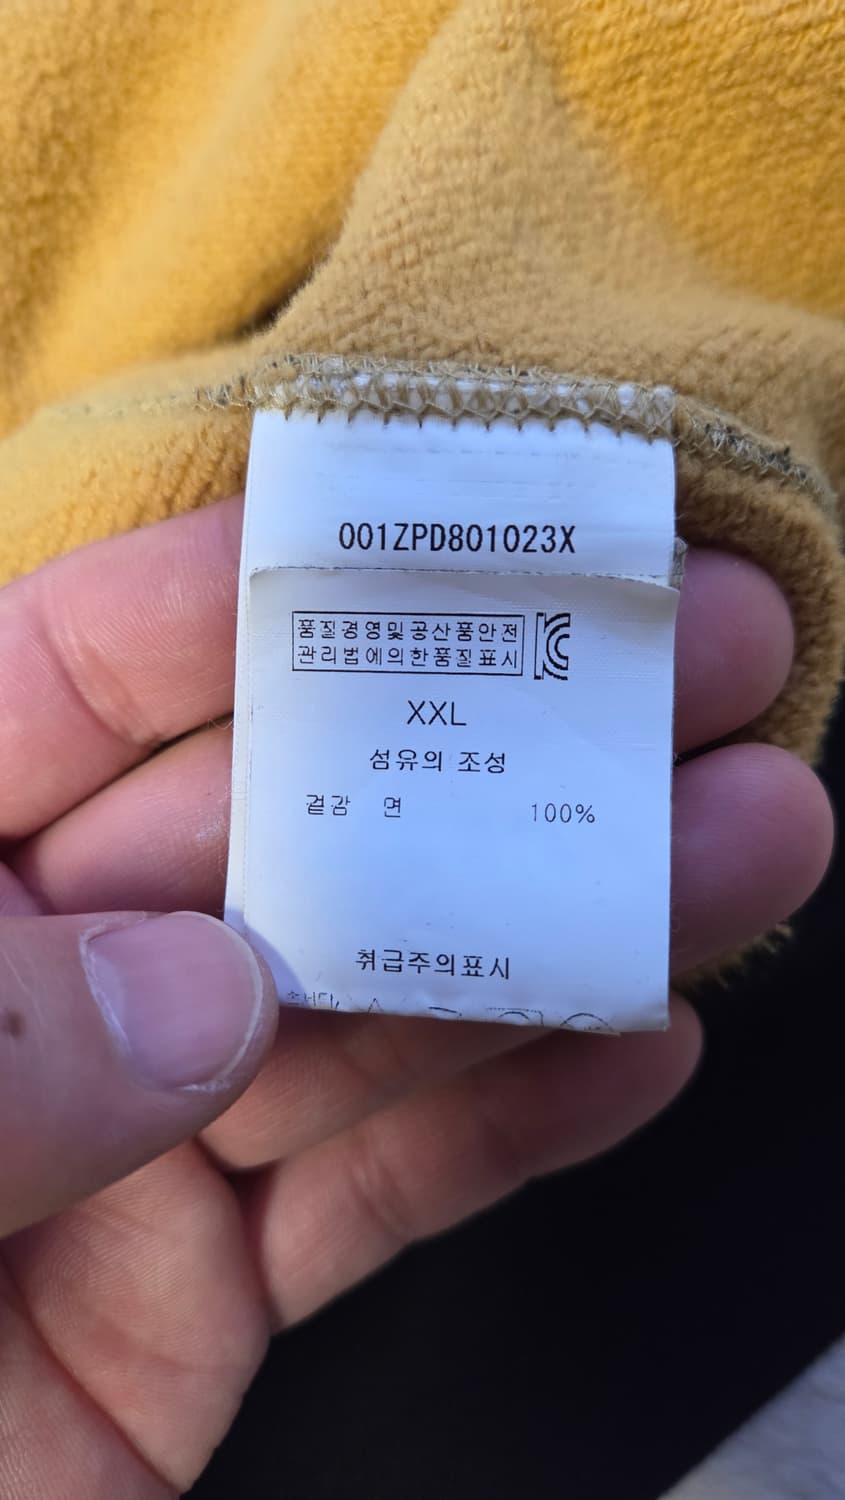 001ZPD801023X
품질경영및공산품안전
관리법에의한품질표시
XXL
섬유의 조성
겉감 면 100%
취급주의표시